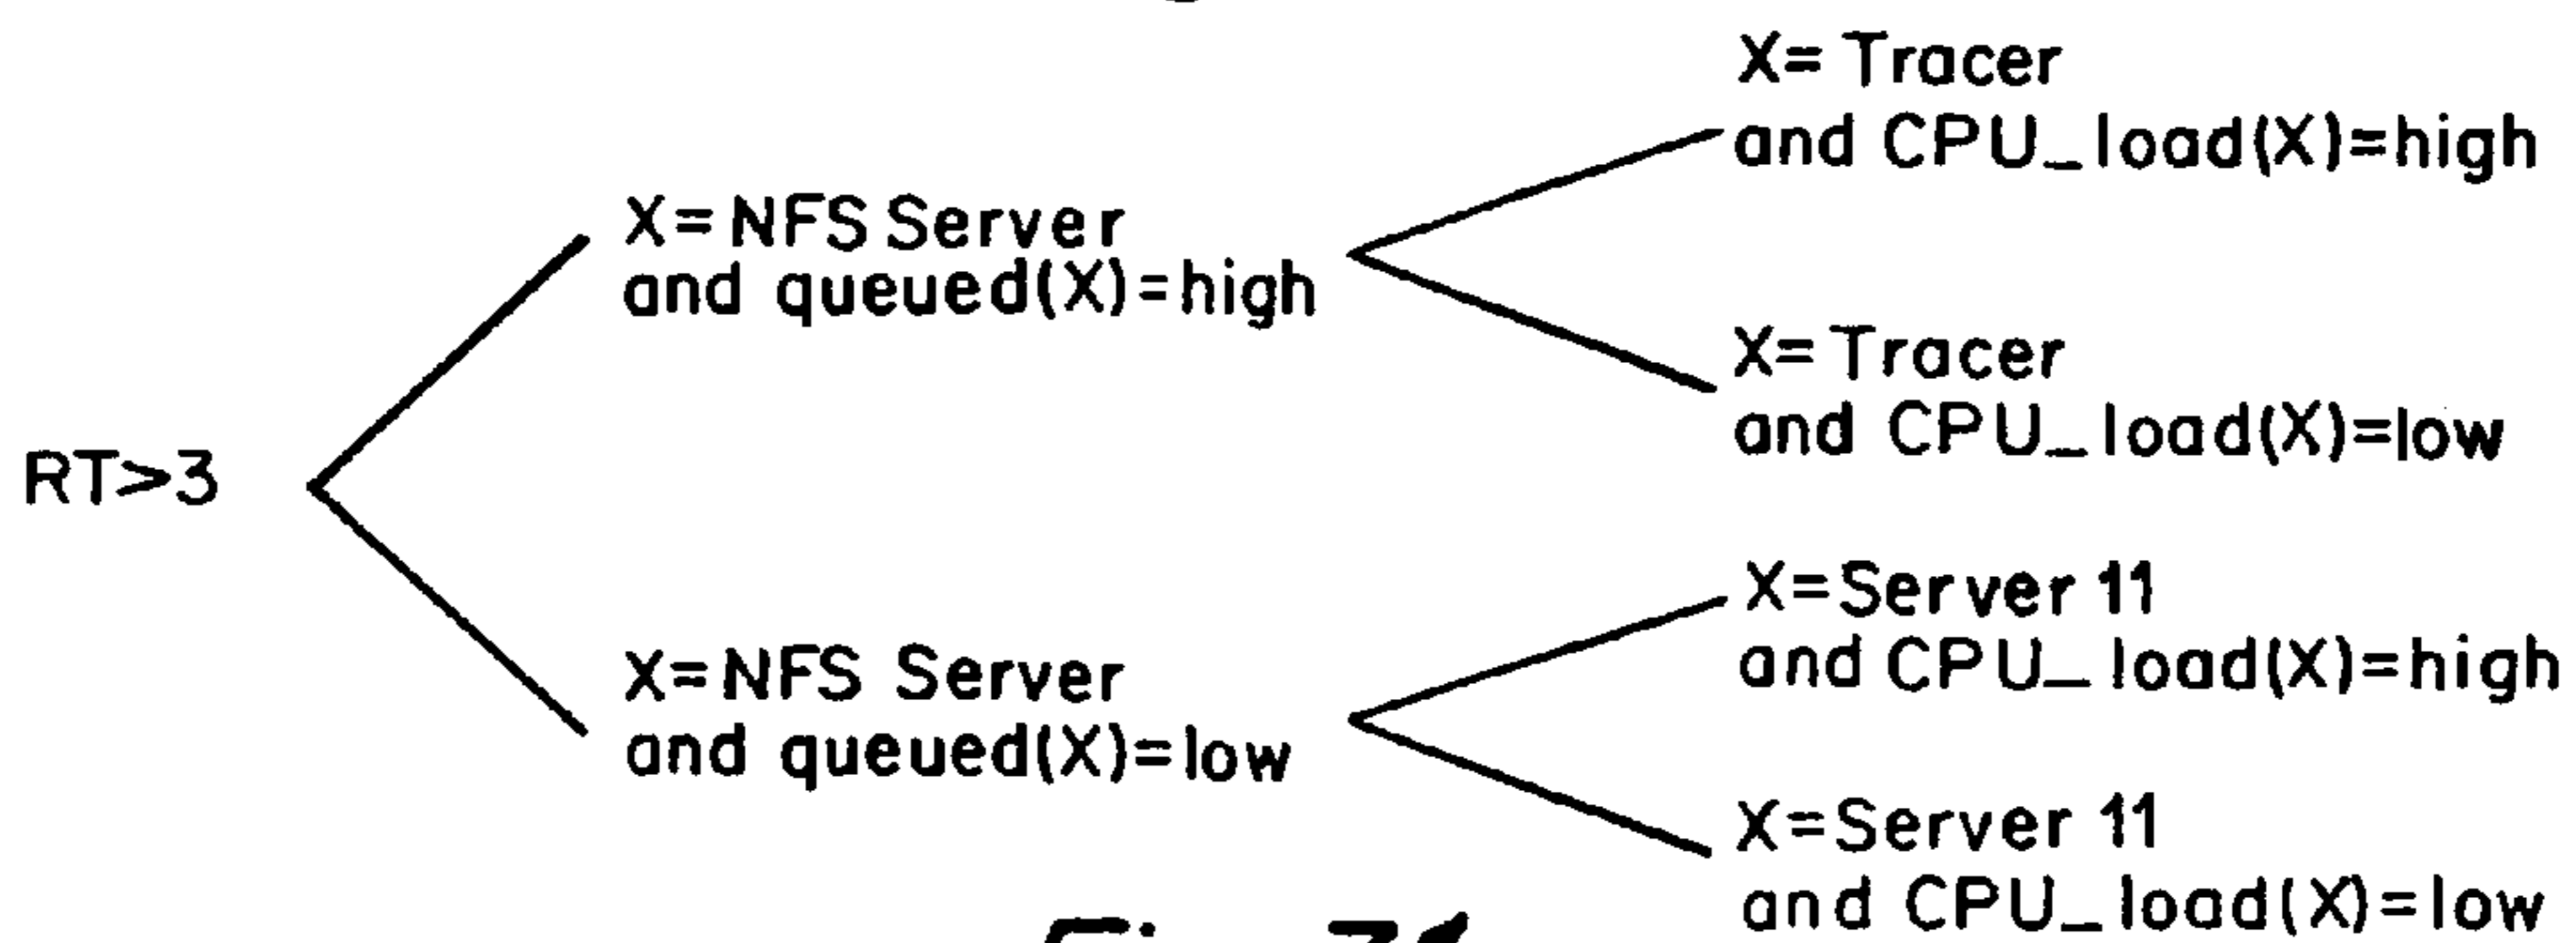 X= Tracer
and CPU_load(X)=high
X=NFS Server
and queued(X)=high
X=Tracer
and CPU_load(X)=low
RT>3
X=Server 11
and CPU_load(X)=high
X=NFS Server
and queued(X)=low
X=Server 11
and CPU_load(X)=low